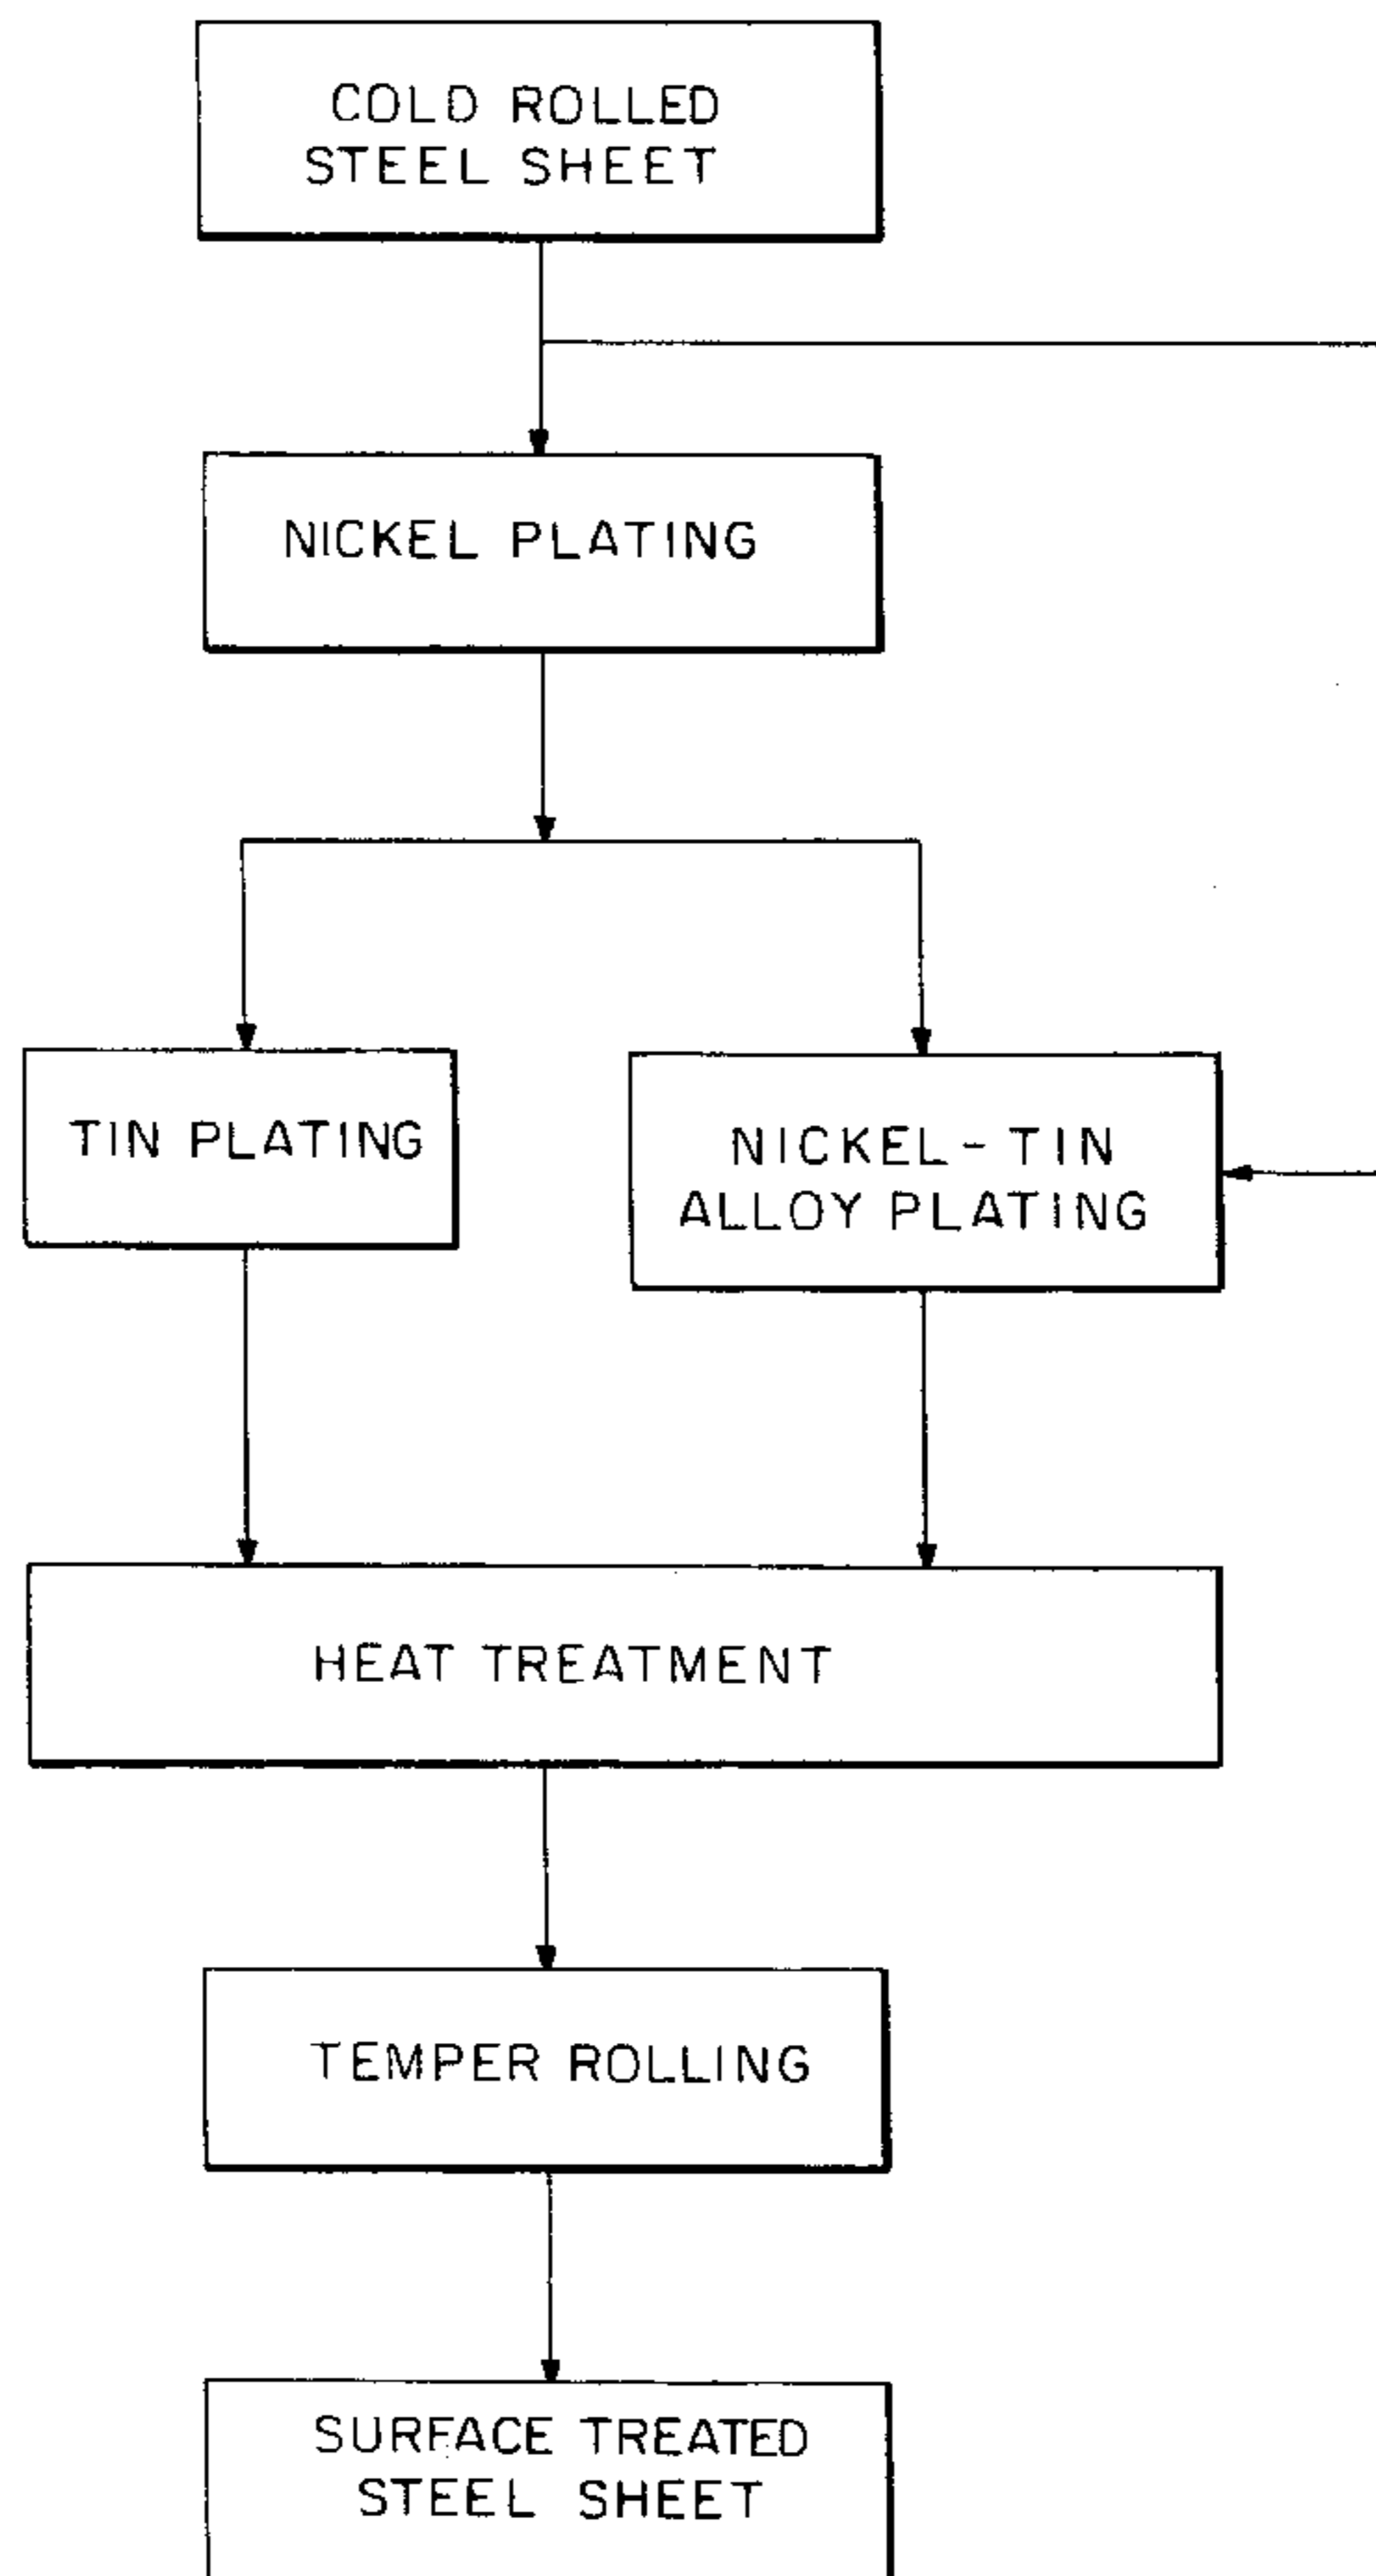 COLD ROLLED
STEEL SHEET
NICKEL PLATING
TIN PLATING
NICKEL-TIN
ALLOY PLATING
HEAT TREATMENT
TEMPER ROLLING
SURFACE TREATED
STEEL SHEET